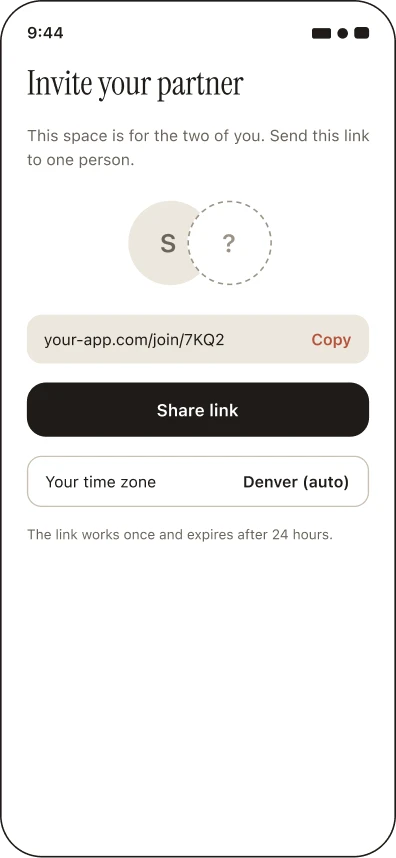 9:44
Invite your partner
This space is for the two of you. Send this link
to one person.
S ?
your-app.com/join/7KQ2 Copy
Share link
Your time zone Denver (auto)
The link works once and expires after 24 hours.